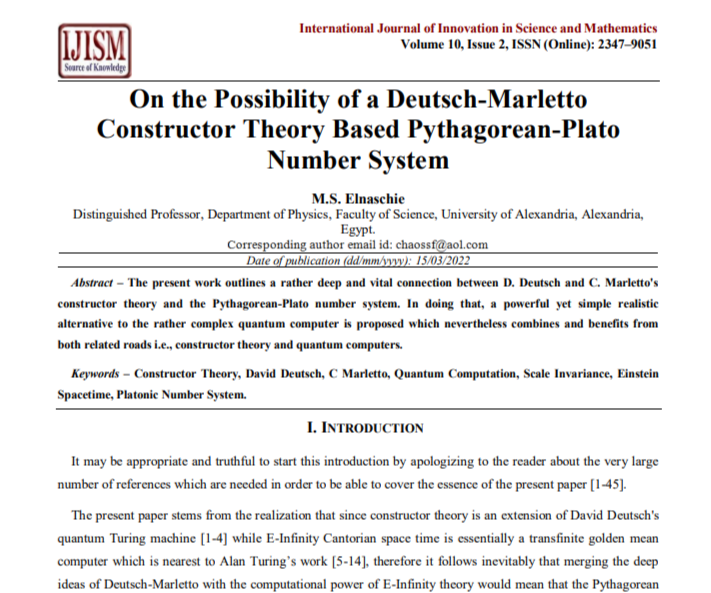 IJISM
Source of Knowledge
International Journal of Innovation in Science and Mathematics
Volume 10, Issue 2, ISSN (Online): 2347–9051
On the Possibility of a Deutsch-Marletto
Constructor Theory Based Pythagorean-Plato
Number System
M.S. Elnaschie
Distinguished Professor, Department of Physics, Faculty of Science, University of Alexandria, Alexandria,
Egypt.
Corresponding author email id: chaossf@aol.com
Date of publication (dd/mm/yyyy): 15/03/2022
Abstract – The present work outlines a rather deep and vital connection between D. Deutsch and C. Marletto's
constructor theory and the Pythagorean-Plato number system. In doing that, a powerful yet simple realistic
alternative to the rather complex quantum computer is proposed which nevertheless combines and benefits from
both related roads i.e., constructor theory and quantum computers.
Keywords – Constructor Theory, David Deutsch, C Marletto, Quantum Computation, Scale Invariance, Einstein
Spacetime, Platonic Number System.
I. INTRODUCTION
It may be appropriate and truthful to start this introduction by apologizing to the reader about the very large
number of references which are needed in order to be able to cover the essence of the present paper [1-45].
The present paper stems from the realization that since constructor theory is an extension of David Deutsch's
quantum Turing machine [1-4] while E-Infinity Cantorian space time is essentially a transfinite golden mean
computer which is nearest to Alan Turing's work [5-14], therefore it follows inevitably that merging the deep
ideas of Deutsch-Marletto with the computational power of E-Infinity theory would mean that the Pythagorean